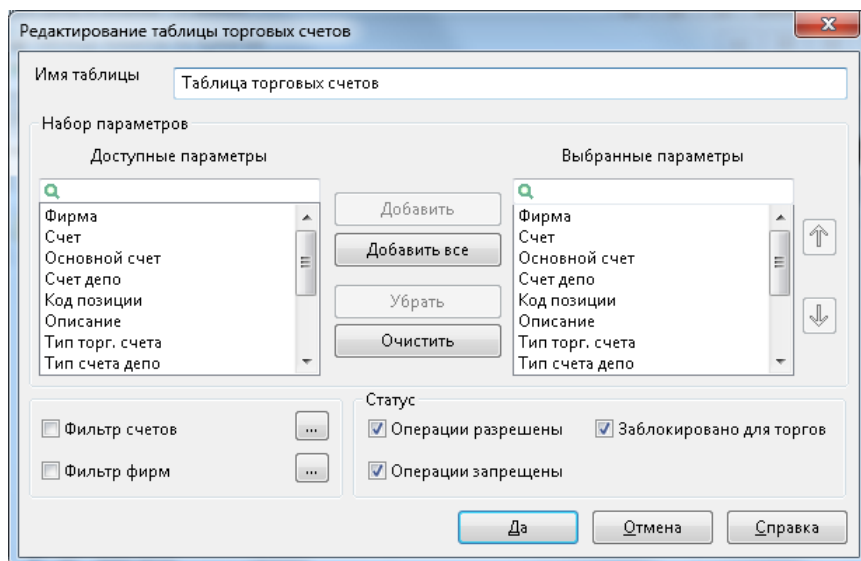 Редактирование таблицы торговых счетов
Имя таблицы
Таблица торговых счетов
Набор параметров
Доступные параметры
Выбранные параметры
Фирма
Счет
Основной счет
Счет депо
Код позиции
Описание
Тип торг. счета
Тип счета депо
Добавить
Добавить все
Убрать
Очистить
Фирма
Счет
Основной счет
Счет депо
Код позиции
Описание
Тип торг. счета
Тип счета депо
Фильтр счетов ...
Фильтр фирм ...
Статус
Операции разрешены
Заблокировано для торгов
Операции запрещены
Да
Отмена
Справка